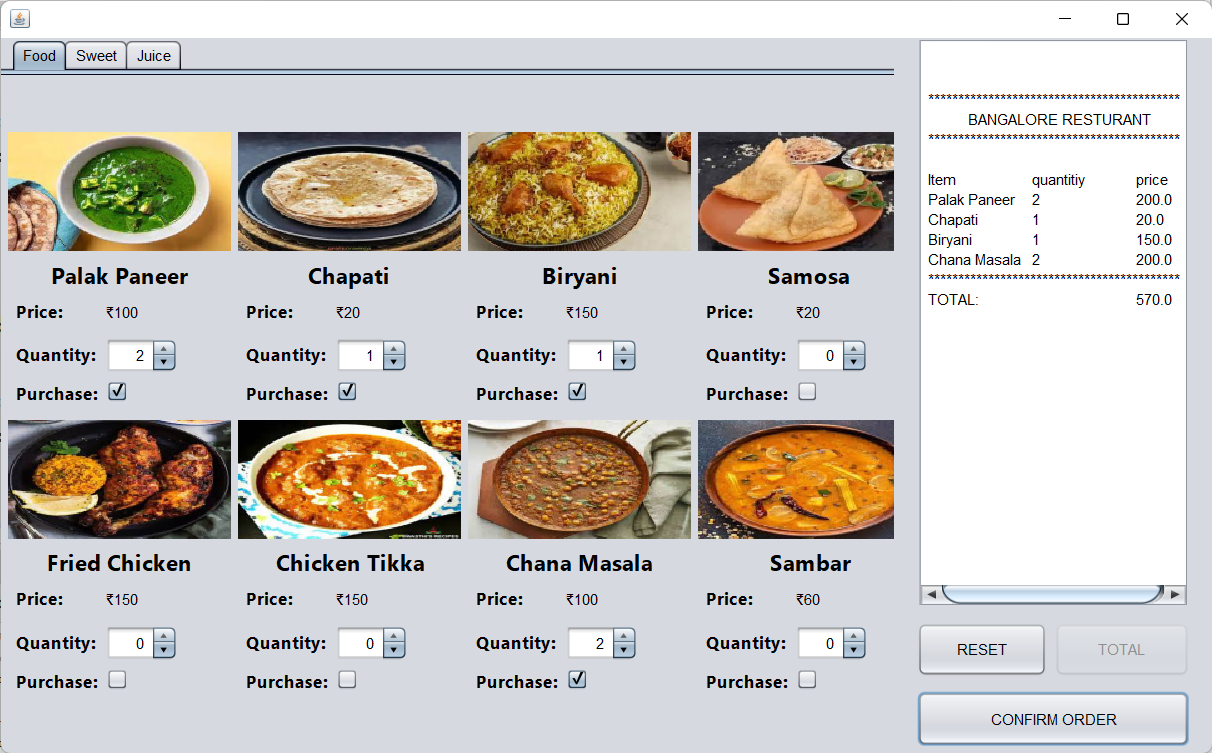 Food Sweet Juice
Palak Paneer Chapati Biryani Samosa
Price: ₹100 Price: ₹20 Price: ₹150 Price: ₹20
Quantity: 2 Quantity: 1 Quantity: 1 Quantity: 0
Purchase: Purchase: Purchase: Purchase:
Fried Chicken Chicken Tikka Chana Masala Sambar
Price: ₹150 Price: ₹150 Price: ₹100 Price: ₹60
Quantity: 0 Quantity: 0 Quantity: 2 Quantity: 0
Purchase: Purchase: Purchase: Purchase:
******************************************
BANGALORE RESTURANT
******************************************
Item quantitiy price
Palak Paneer 2 200.0
Chapati 1 20.0
Biryani 1 150.0
Chana Masala 2 200.0
******************************************
TOTAL: 570.0
RESET TOTAL
CONFIRM ORDER